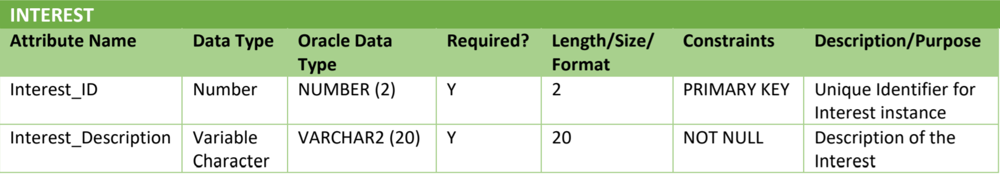 INTEREST
Attribute Name Data Type Oracle Data Required? Length/Size/ Constraints Description/Purpose
Type Format
Interest_ID Number NUMBER (2) Y 2 PRIMARY KEY Unique Identifier for
Interest instance
Interest_Description Variable VARCHAR2 (20) Y 20 NOT NULL Description of the
Character Interest